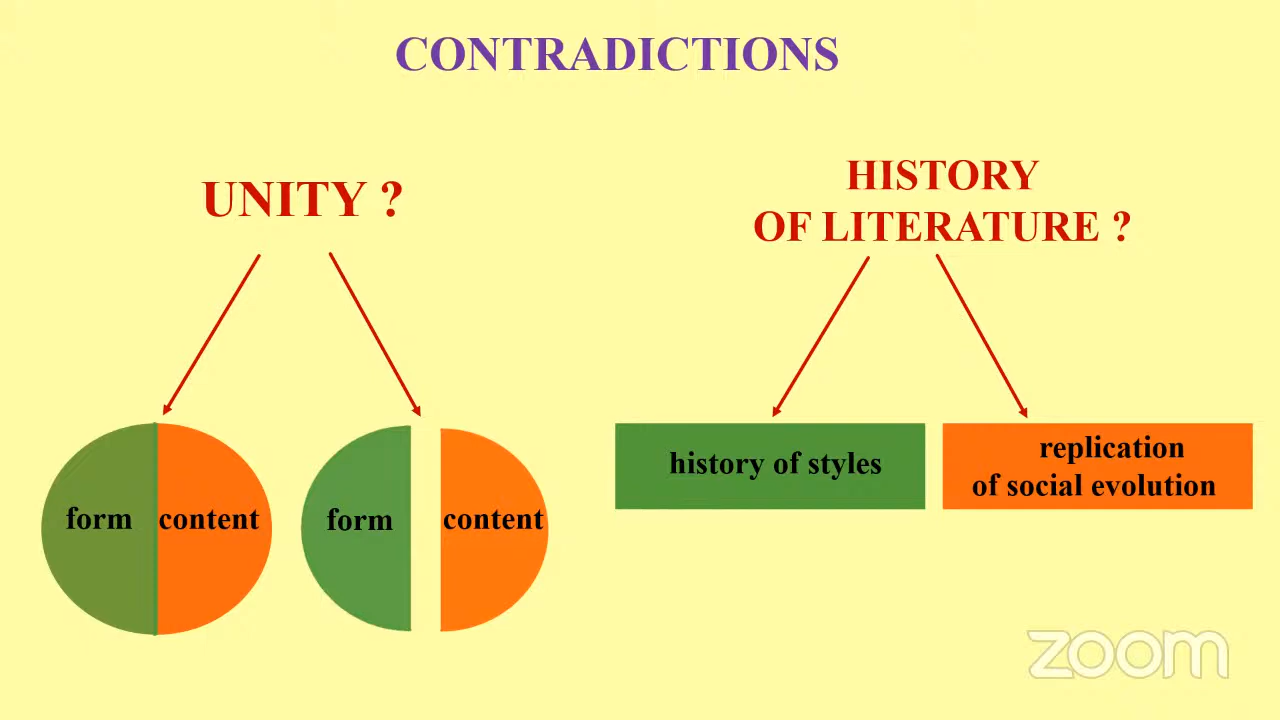 CONTRADICTIONS
UNITY ?
HISTORY
OF LITERATURE ?
form
content
form
content
history of styles
replication
of social evolution
zoom